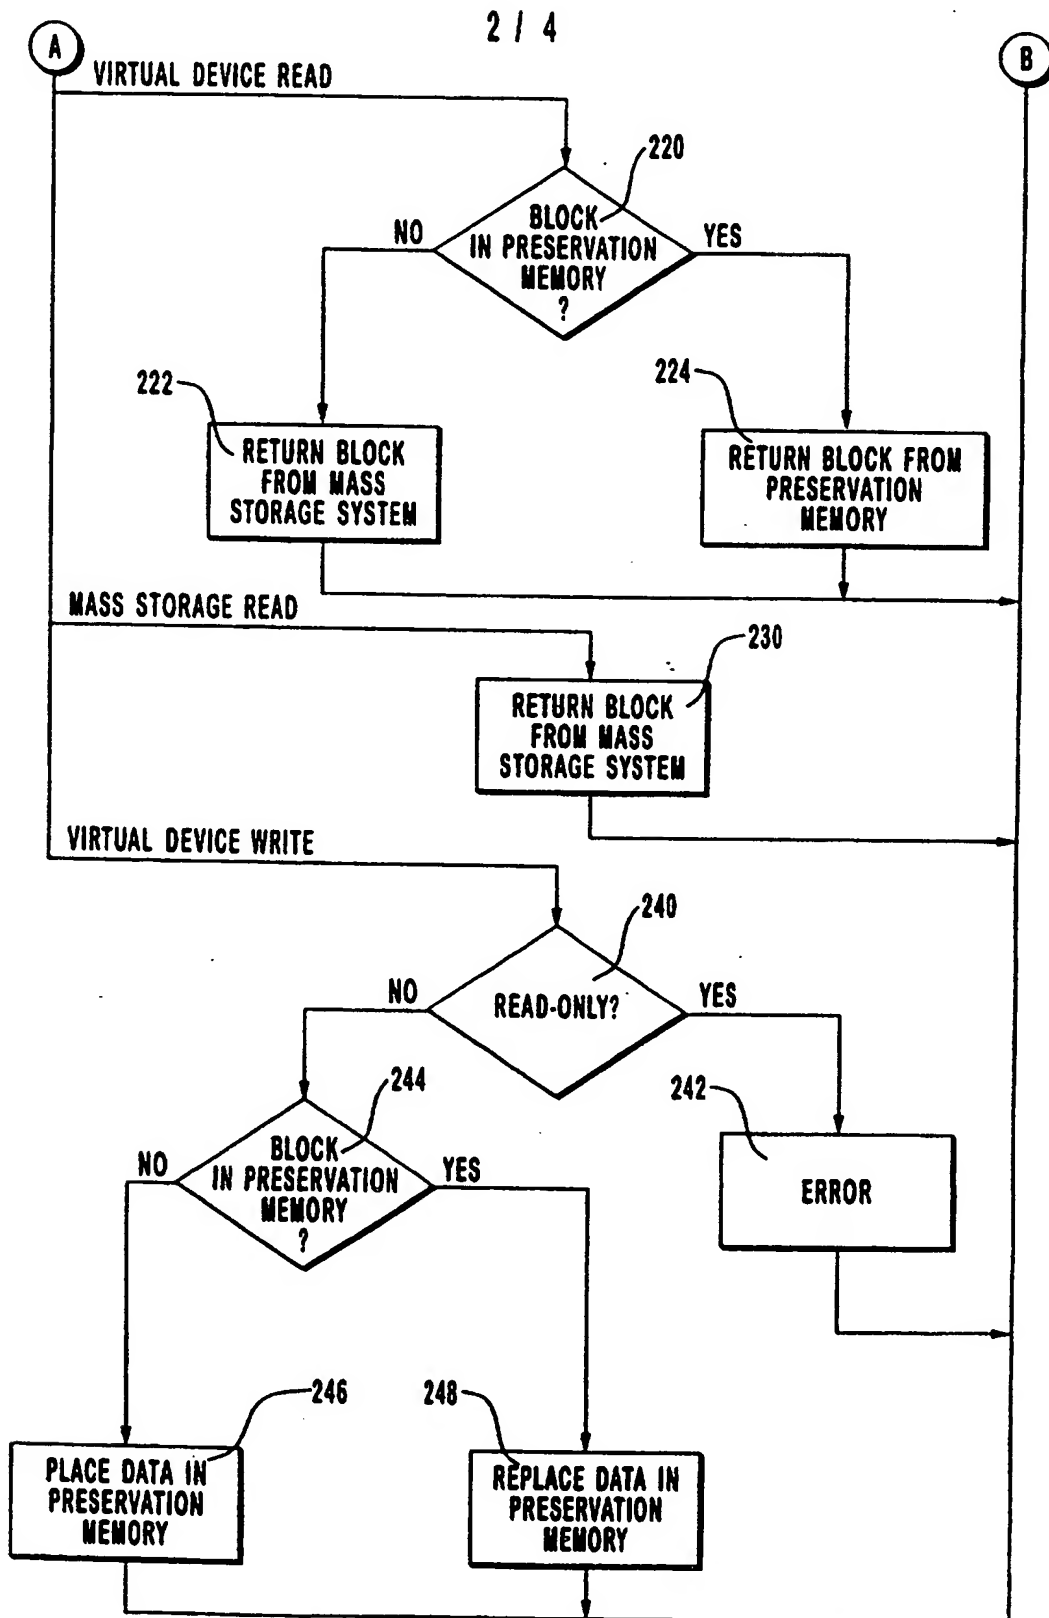 2 / 4
A
B
VIRTUAL DEVICE READ
220
BLOCK
IN PRESERVATION
MEMORY
?
NO
YES
222
224
RETURN BLOCK
FROM MASS
STORAGE SYSTEM
RETURN BLOCK FROM
PRESERVATION
MEMORY
MASS STORAGE READ
230
RETURN BLOCK
FROM MASS
STORAGE SYSTEM
VIRTUAL DEVICE WRITE
240
READ-ONLY?
NO
YES
244
242
BLOCK
IN PRESERVATION
MEMORY
?
NO
YES
ERROR
246
248
PLACE DATA IN
PRESERVATION
MEMORY
REPLACE DATA IN
PRESERVATION
MEMORY